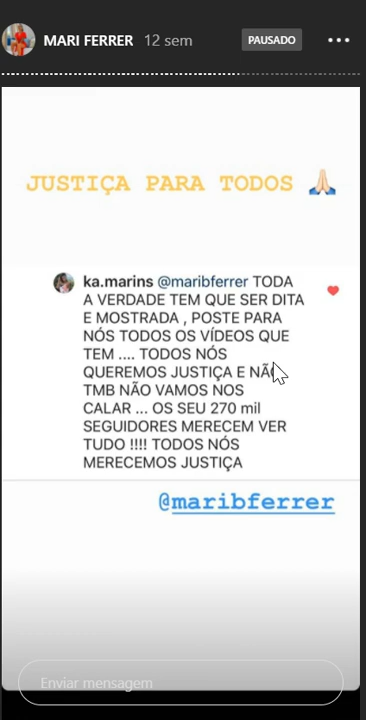 MARI FERRER 12 sem PAUSADO
JUSTIÇA PARA TODOS 🙏🏻
ka.marins @maribferrer TODA
A VERDADE TEM QUE SER DITA
E MOSTRADA , POSTE PARA
NÓS TODOS OS VÍDEOS QUE
TEM .... TODOS NÓS
QUEREMOS JUSTIÇA E NÃO
TMB NÃO VAMOS NOS
CALAR ... OS SEU 270 mil
SEGUIDORES MERECEM VER
TUDO !!!! TODOS NÓS
MERECEMOS JUSTIÇA
@maribferrer
Enviar mensagem